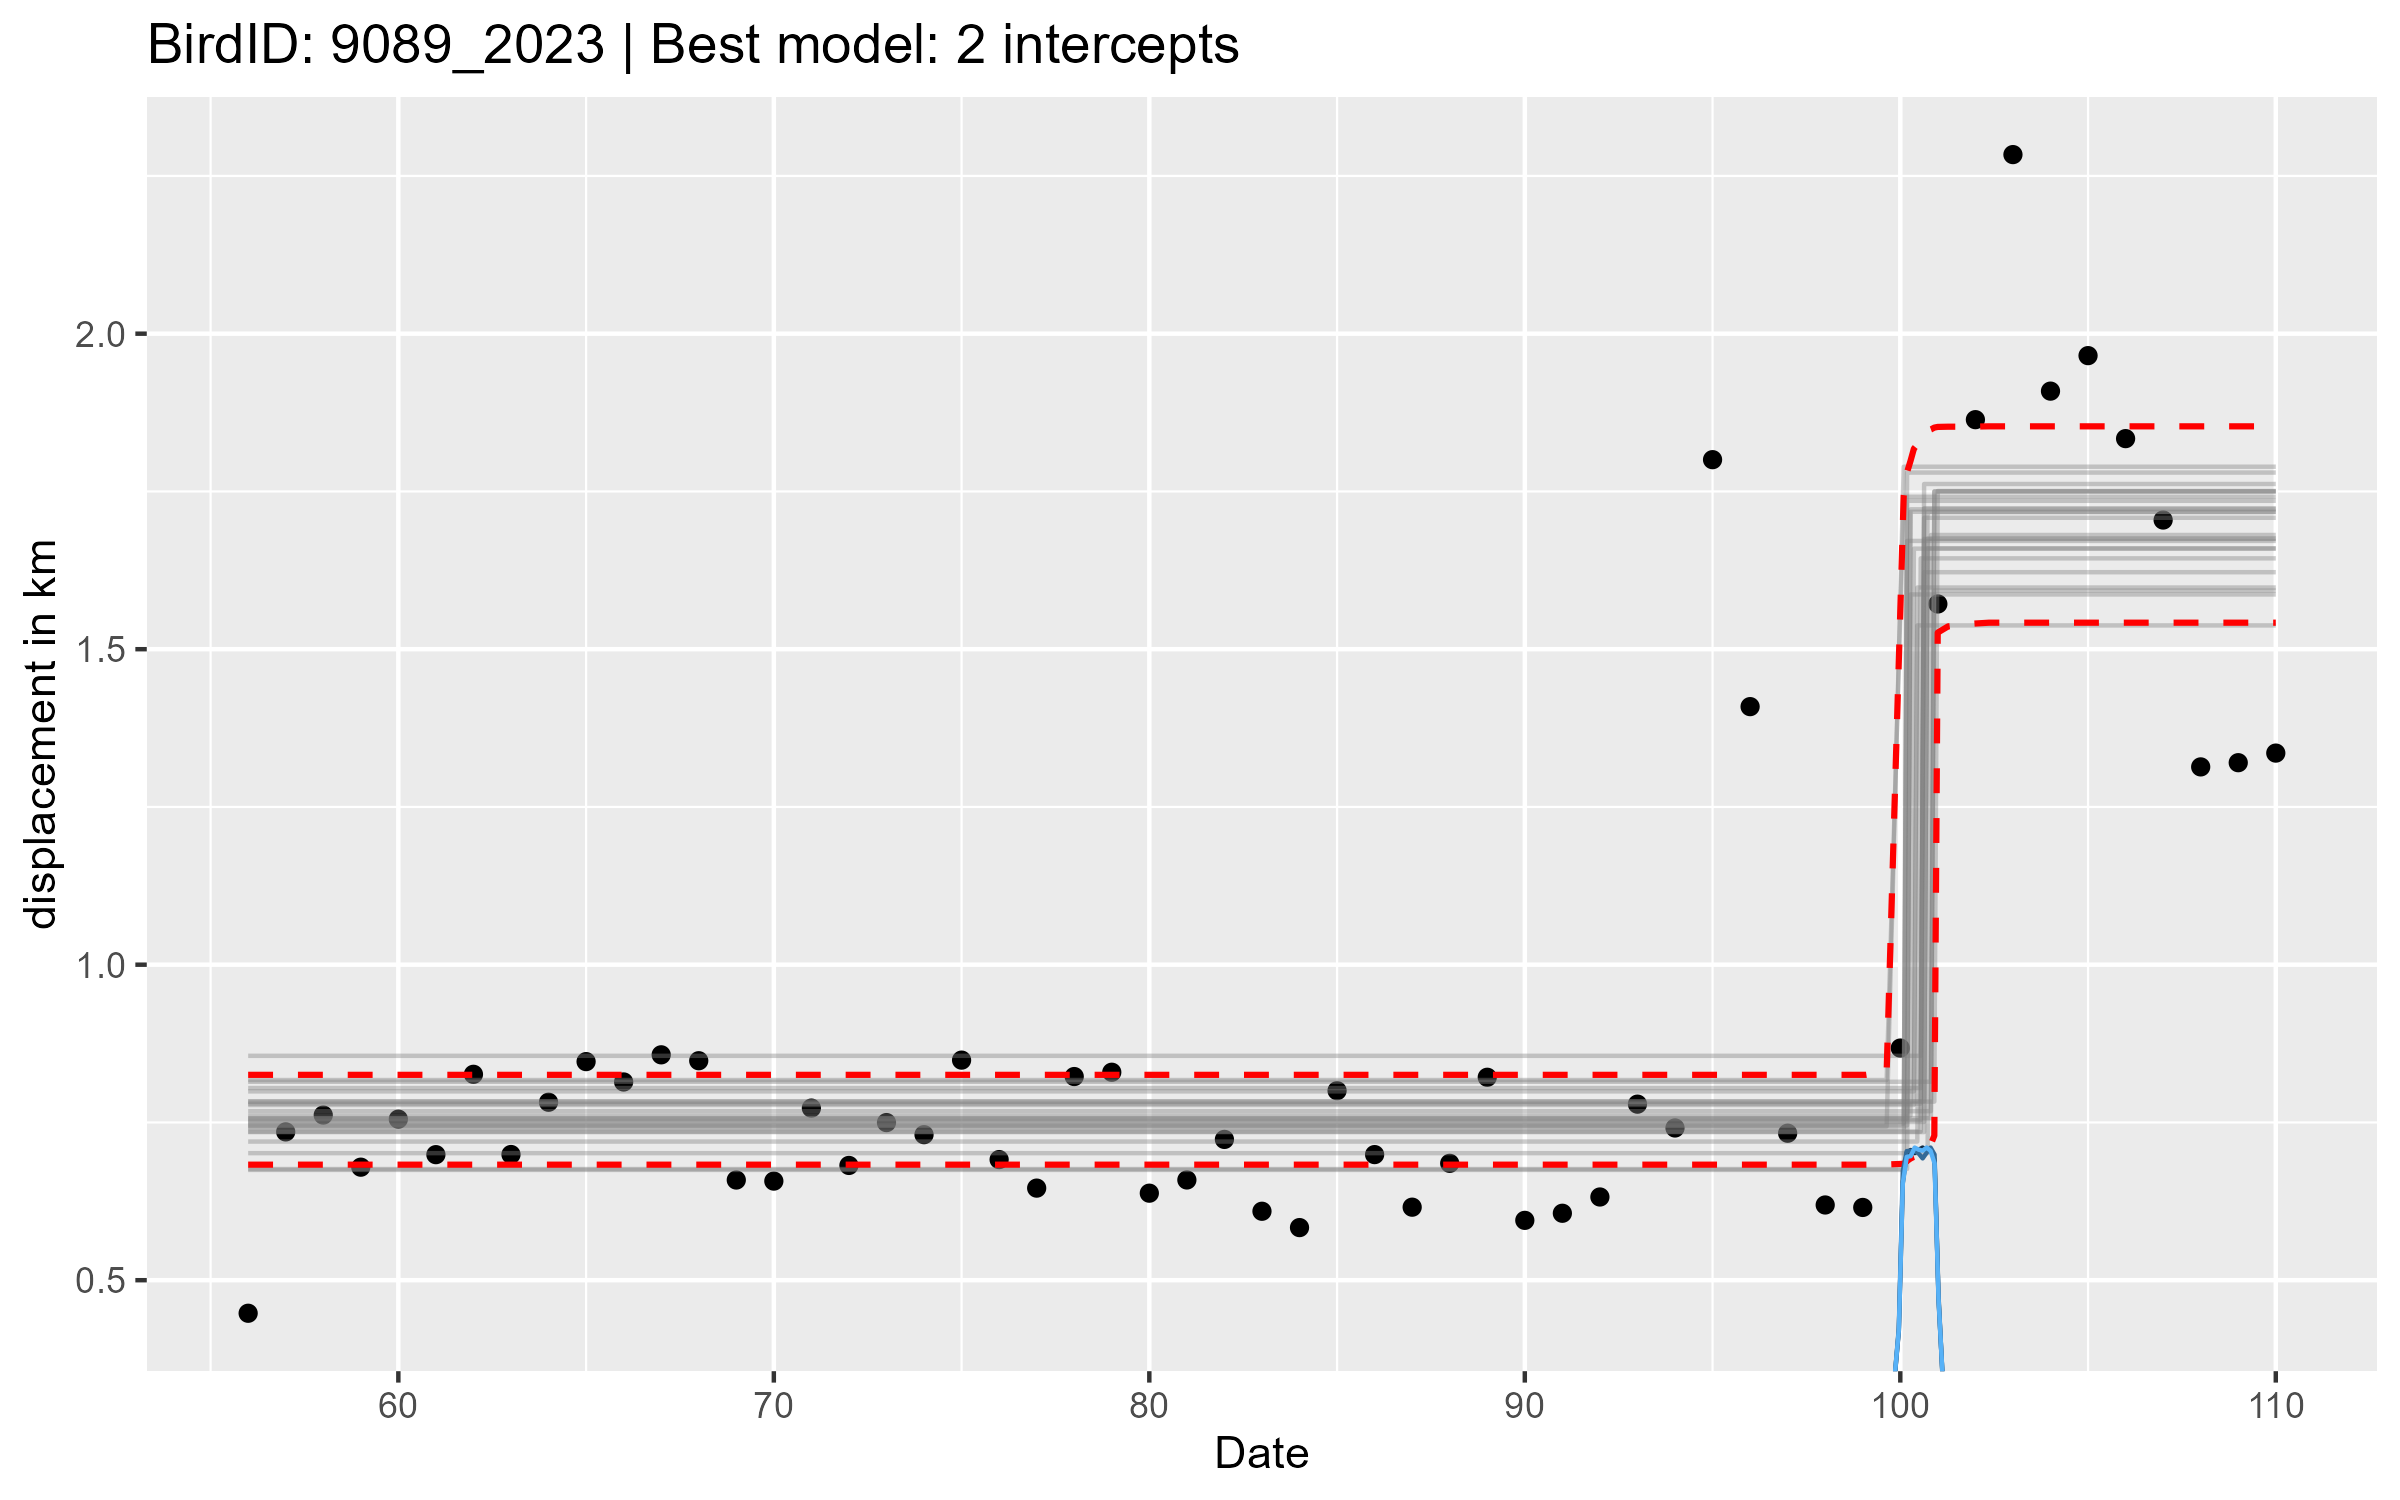 BirdID: 9089_2023 | Best model: 2 intercepts
displacement in km
2.0
1.5
1.0
0.5
60 70 80 90 100 110
Date